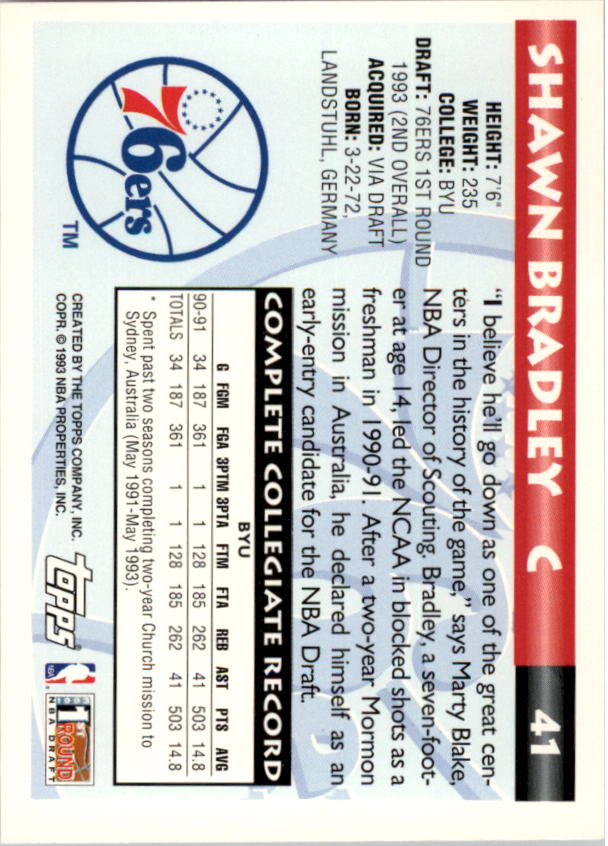 SHAWN BRADLEY C 41
HEIGHT: 7'6"
WEIGHT: 235
COLLEGE: BYU
DRAFT: 76ERS 1ST ROUND
1993 (2ND OVERALL)
ACQUIRED: VIA DRAFT
BORN: 3-22-72,
LANDSTUHL, GERMANY
76ers
TM
"I believe he'll go down as one of the great cen-
ters in the history of the game," says Marty Blake,
NBA Director of Scouting. Bradley, a seven-foot-
er at age 14, led the NCAA in blocked shots as a
freshman in 1990-91. After a two-year Mormon
mission in Australia, he declared himself as an
early-entry candidate for the NBA Draft.
COMPLETE COLLEGIATE RECORD
BYU
G FGM FGA 3PTM 3PTA FTM FTA REB AST PTS AVG
90-91 34 187 361 1 1 128 185 262 41 503 14.8
TOTALS 34 187 361 1 1 128 185 262 41 503 14.8
* Spent past two seasons completing two-year Church mission to
Sydney, Australia (May 1991-May 1993).
CREATED BY THE TOPPS COMPANY, INC.
COPR. © 1993 NBA PROPERTIES, INC.
topps®
NBA®
1ST
ROUND
NBA DRAFT